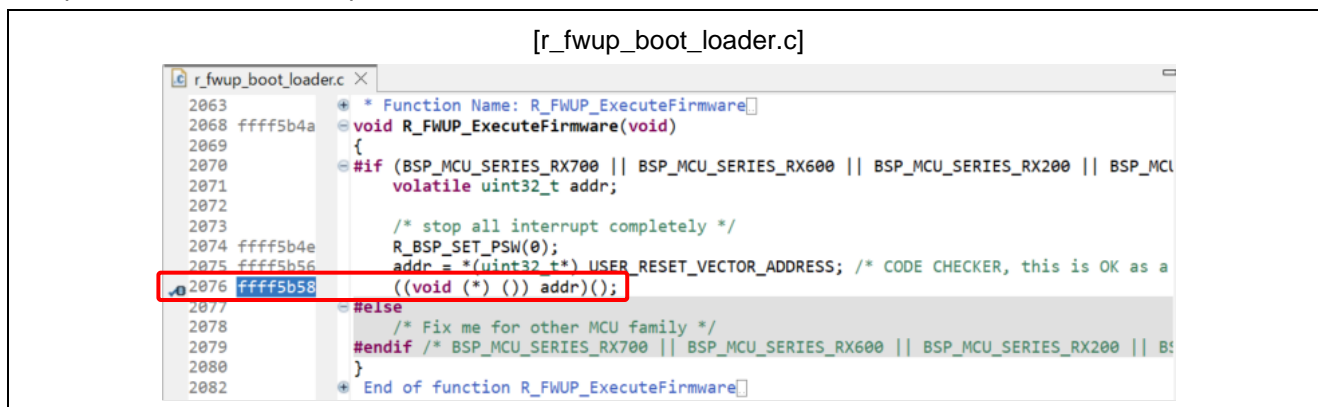 [r_fwup_boot_loader.c]
r_fwup_boot_loader.c
2063 * Function Name: R_FWUP_ExecuteFirmware
2068 ffff5b4a void R_FWUP_ExecuteFirmware(void)
2069 {
2070 #if (BSP_MCU_SERIES_RX700 || BSP_MCU_SERIES_RX600 || BSP_MCU_SERIES_RX200 || BSP_MCU
2071 volatile uint32_t addr;
2072
2073 /* stop all interrupt completely */
2074 ffff5b4e R_BSP_SET_PSW(0);
2075 ffff5b56 addr = *(uint32_t*) USER_RESET_VECTOR_ADDRESS; /* CODE CHECKER, this is OK as a
2076 ffff5b58 ((void (*) ()) addr)();
2077 #else
2078 /* Fix me for other MCU family */
2079 #endif /* BSP_MCU_SERIES_RX700 || BSP_MCU_SERIES_RX600 || BSP_MCU_SERIES_RX200 || BS
2080 }
2082 End of function R_FWUP_ExecuteFirmware